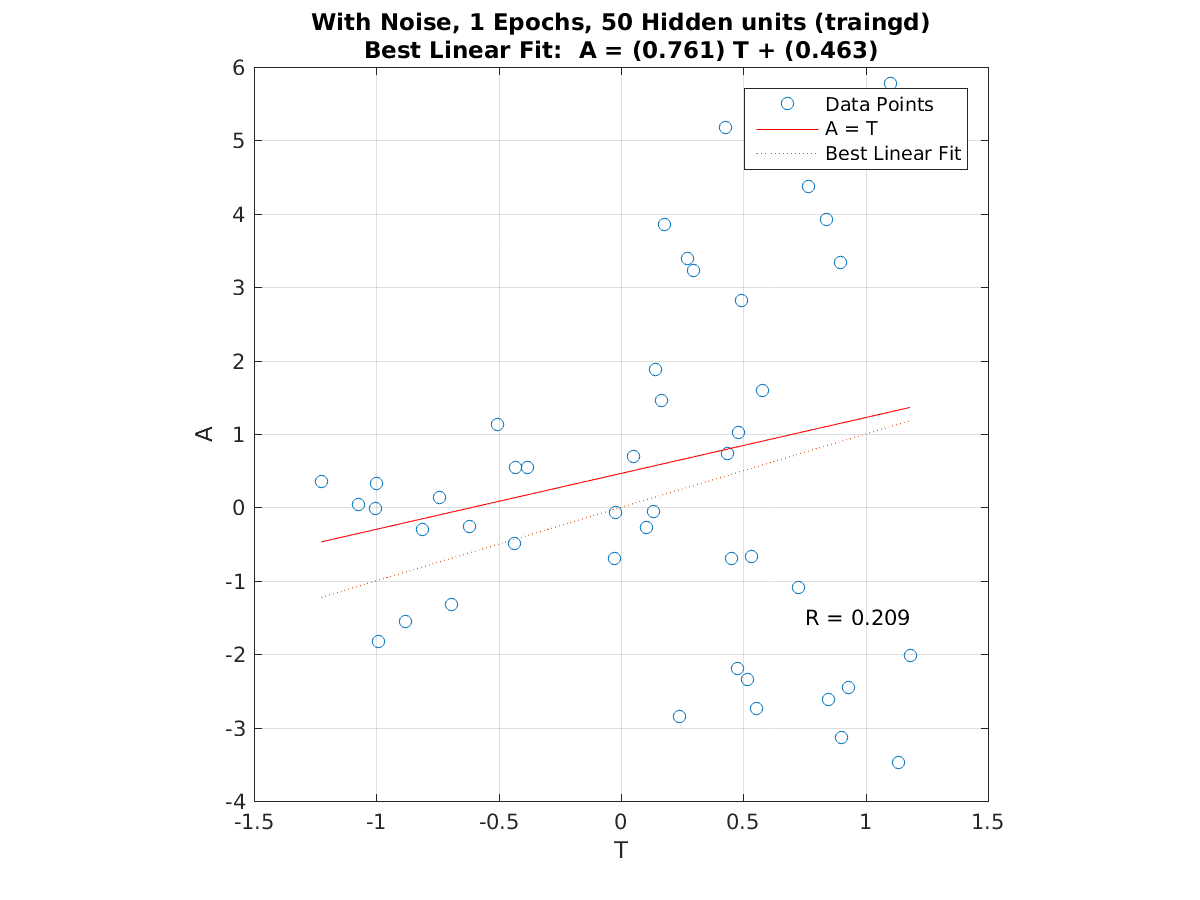 With Noise, 1 Epochs, 50 Hidden units (traingd)
Best Linear Fit:  A = (0.761) T + (0.463)
6
5
4
3
2
1
0
-1
-2
-3
-4
A
Data Points
A = T
Best Linear Fit
R = 0.209
-1.5 -1 -0.5 0 0.5 1 1.5
T